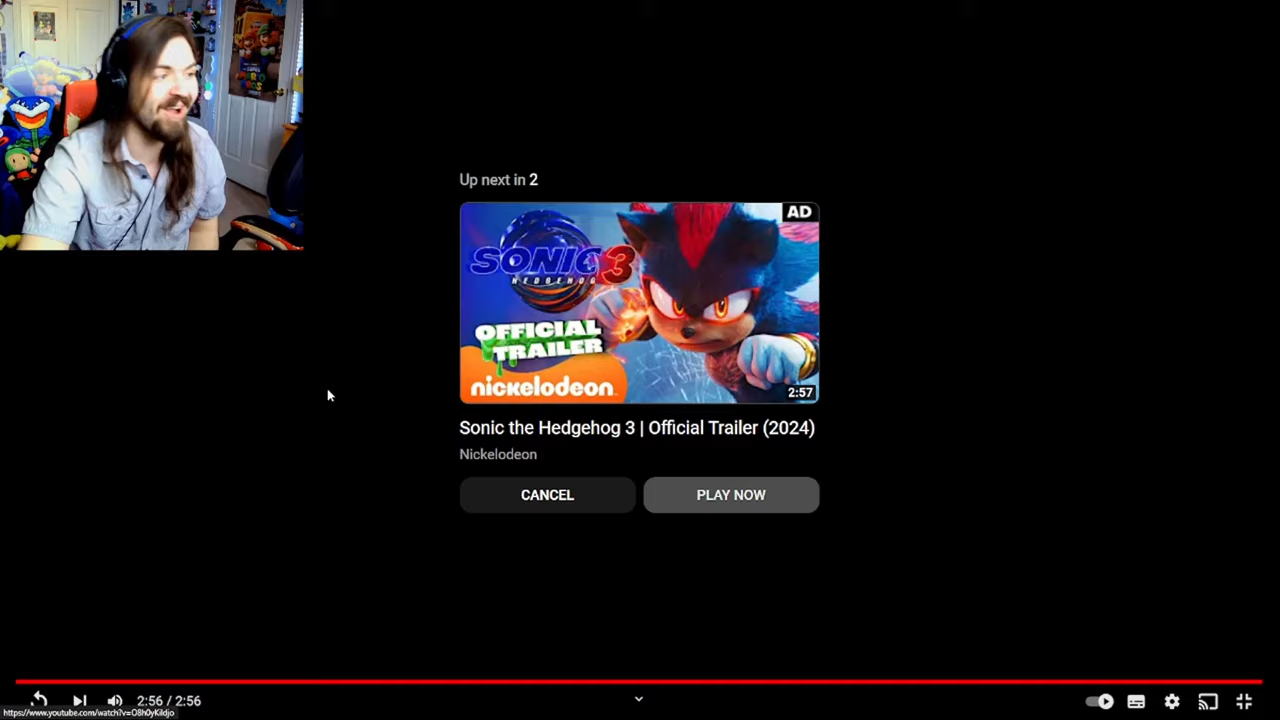 Up next in 2
AD
SONIC 3
HEDGEHOG
OFFICIAL
TRAILER
nickelodeon
2:57
Sonic the Hedgehog 3 | Official Trailer (2024)
Nickelodeon
CANCEL
PLAY NOW
2:56 / 2:56